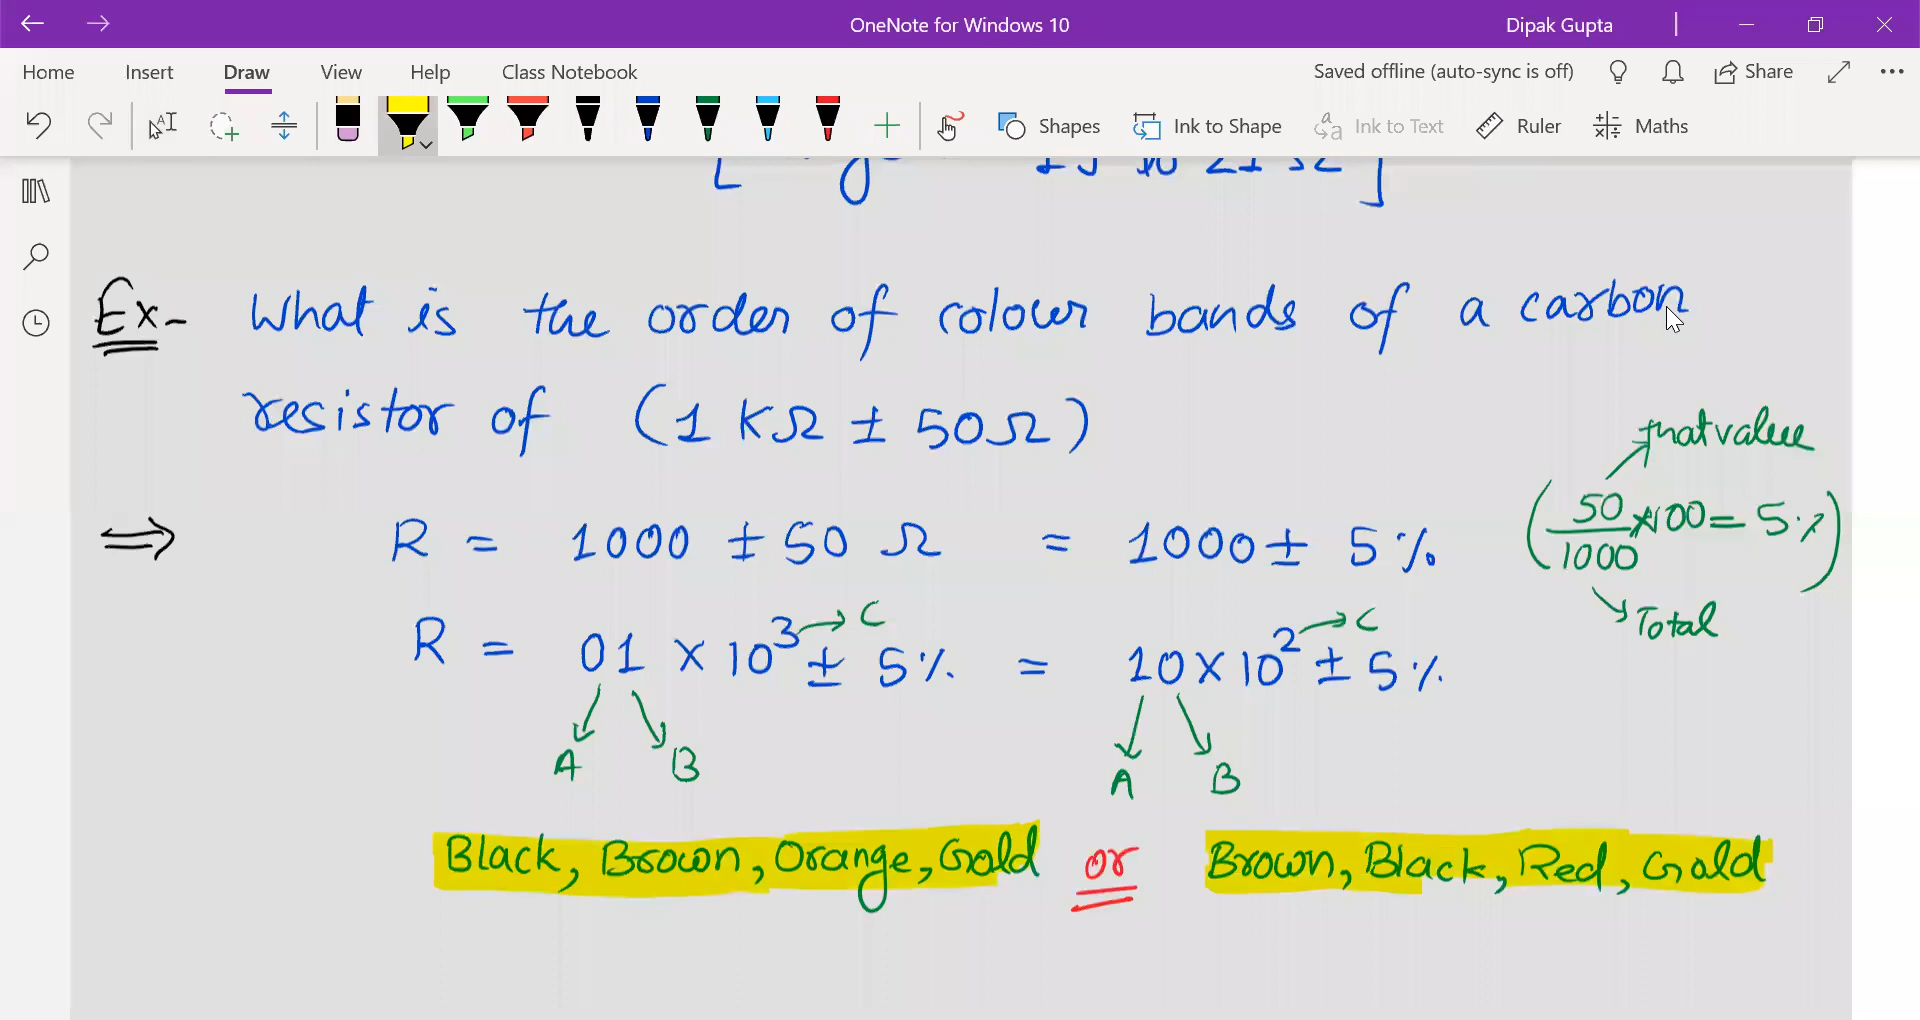 OneNote for Windows 10
Dipak Gupta
Home Insert Draw View Help Class Notebook
Saved offline (auto-sync is off) Share
Shapes Ink to Shape Ink to Text Ruler Maths
Ex- What is the order of colour bands of a carbon
resistor of (1 KΩ ± 50Ω)
⟹ R = 1000 ± 50 Ω = 1000 ± 5 %
that value
(50/1000 × 100 = 5%)
Total
R = 01 × 10³ ± 5% = 10 × 10² ± 5%
→ C → C
A B A B
Black, Brown, Orange, Gold or Brown, Black, Red, Gold